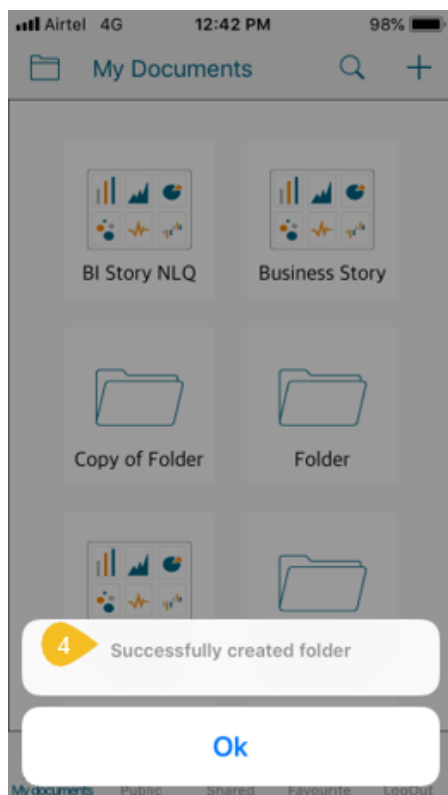 Airtel 4G 12:42 PM 98%
My Documents
BI Story NLQ Business Story
Copy of Folder Folder
4 Successfully created folder
Ok
My documents Public Shared Favourite LogOut